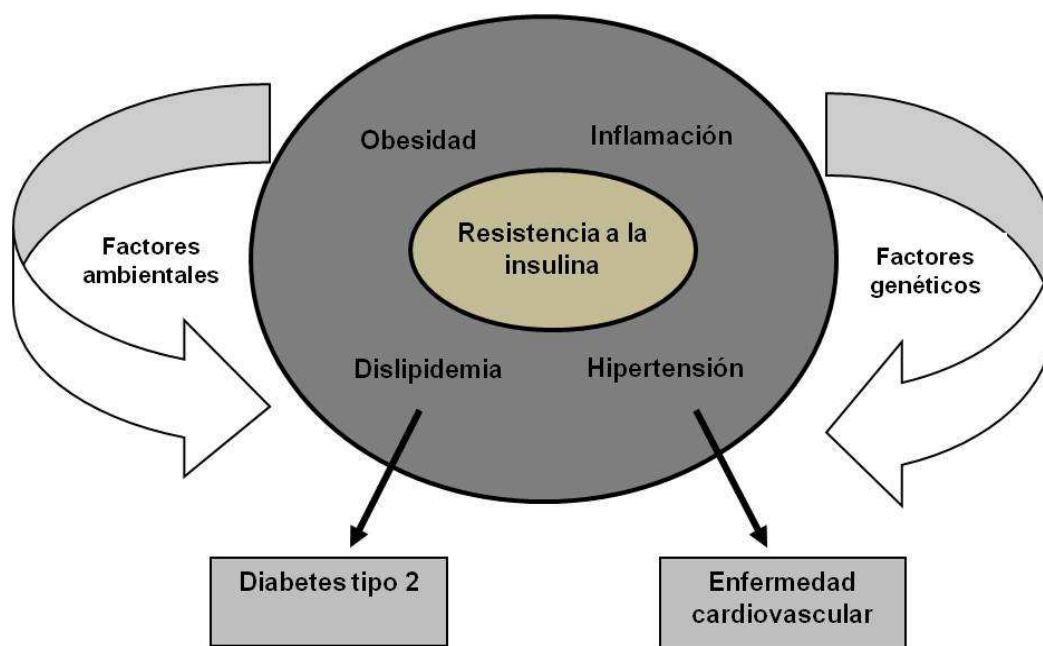 Obesidad
Inflamación
Resistencia a la
insulina
Factores
ambientales
Factores
genéticos
Dislipidemia
Hipertensión
Diabetes tipo 2
Enfermedad
cardiovascular